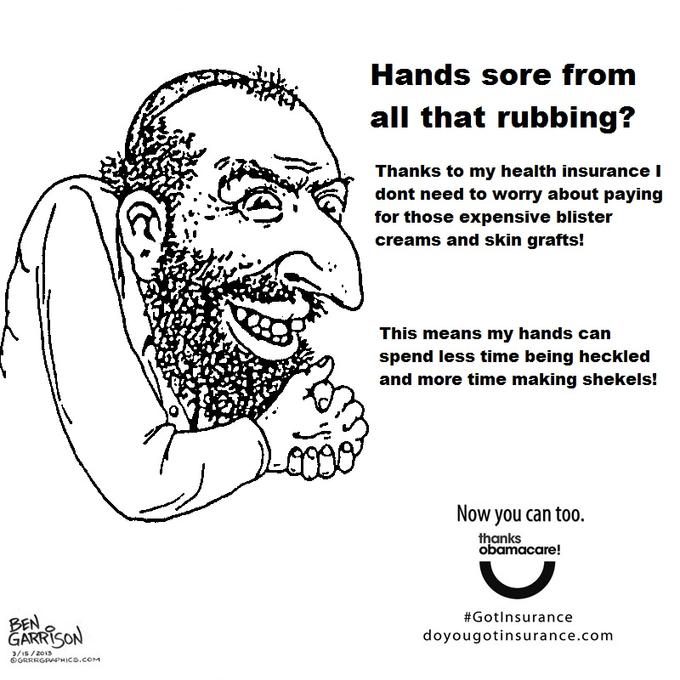 Hands sore from
all that rubbing?
Thanks to my health insurance I
dont need to worry about paying
for those expensive blister
creams and skin grafts!
This means my hands can
spend less time being heckled
and more time making shekels!
Now you can too.
thanks
obamacare!
#GotInsurance
doyougotinsurance.com
BEN
GARRISON
3/15/2013
©GRRRGRAPHICS.COM